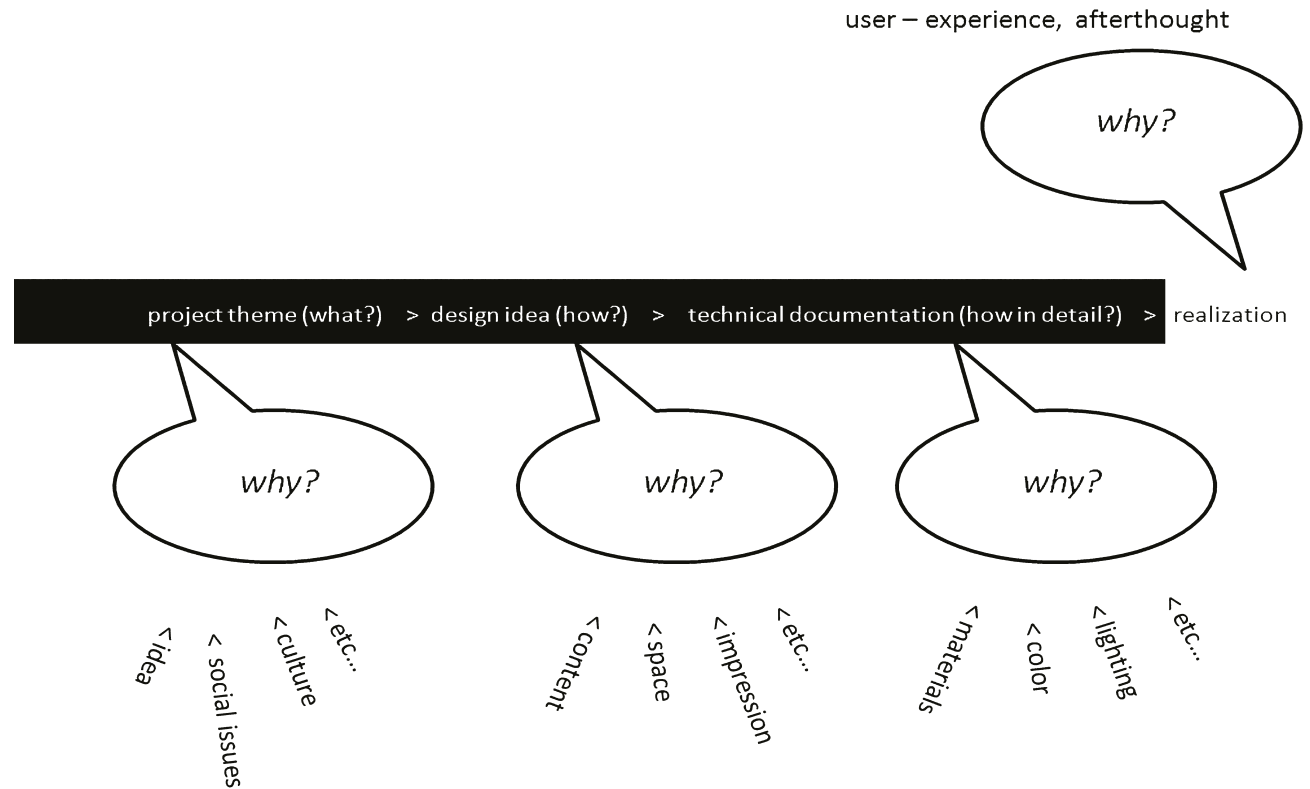 user – experience, afterthought
why?
project theme (what?) > design idea (how?) > technical documentation (how in detail?) > realization
why?
why?
why?
< idea
< social issues
< culture
< etc...
< content
< space
< impression
< etc...
< materials
< color
< lighting
< etc...